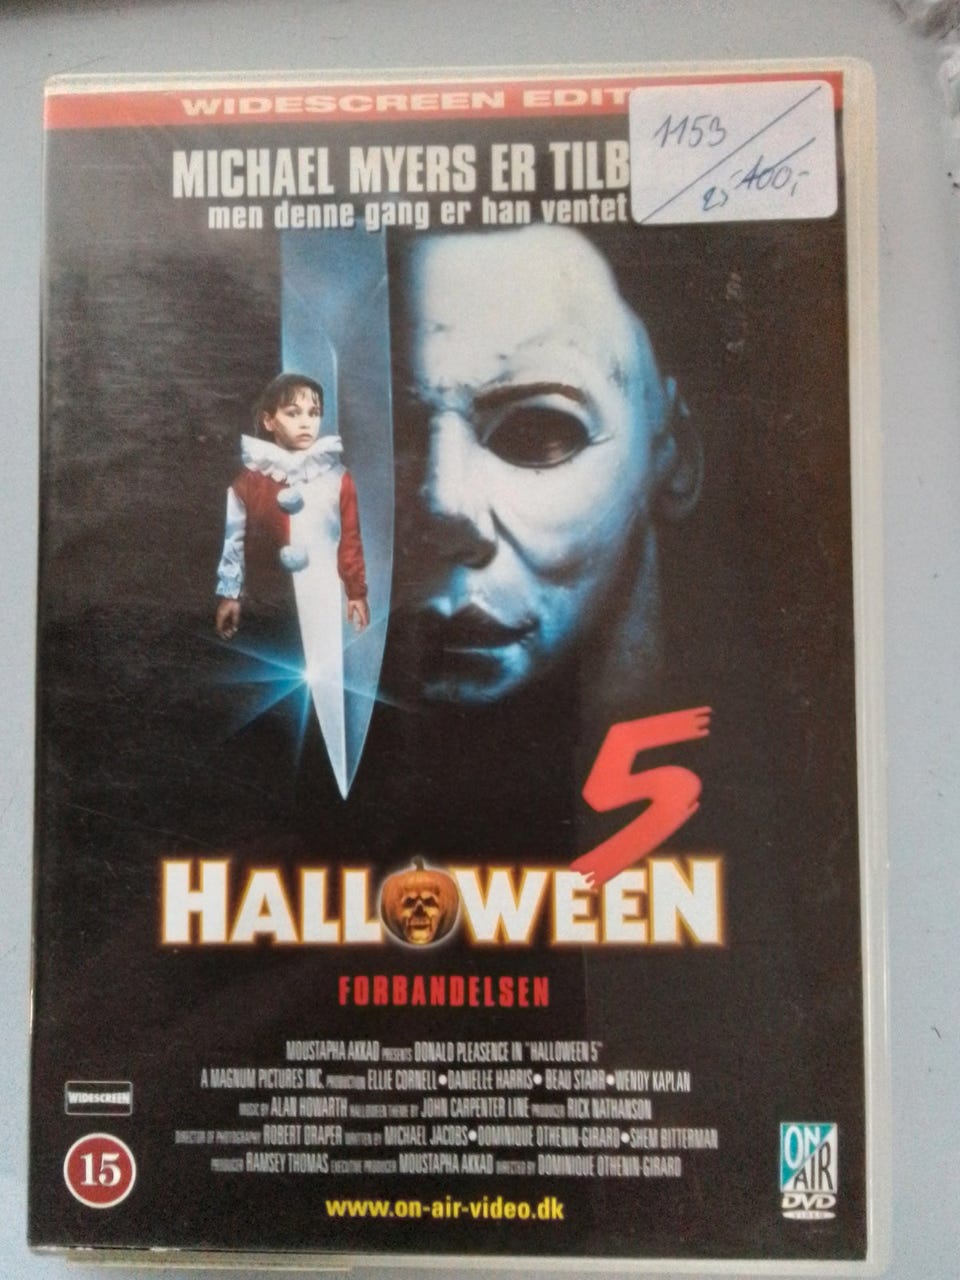 WIDESCREEN EDIT
1153
25,- 400,-
MICHAEL MYERS ER TILB
men denne gang er han ventet
5
HALLOWEEN
FORBANDELSEN
MOUSTAPHA AKKAD PRESENTS DONALD PLEASENCE IN "HALLOWEEN 5"
A MAGNUM PICTURES INC. PRODUCTION ELLIE CORNELL • DANIELLE HARRIS • BEAU STARR • WENDY KAPLAN
MUSIC BY ALAN HOWARTH HALLOWEEN THEME BY JOHN CARPENTER LINE PRODUCER RICK NATHANSON
DIRECTOR OF PHOTOGRAPHY ROBERT DRAPER WRITTEN BY MICHAEL JACOBS • DOMINIQUE OTHENIN-GIRARD • SHEM BITTERMAN
PRODUCER RAMSEY THOMAS EXECUTIVE PRODUCER MOUSTAPHA AKKAD DIRECTED BY DOMINIQUE OTHENIN-GIRARD
WIDESCREEN
15
www.on-air-video.dk
ON
AIR
DVD
VIDEO